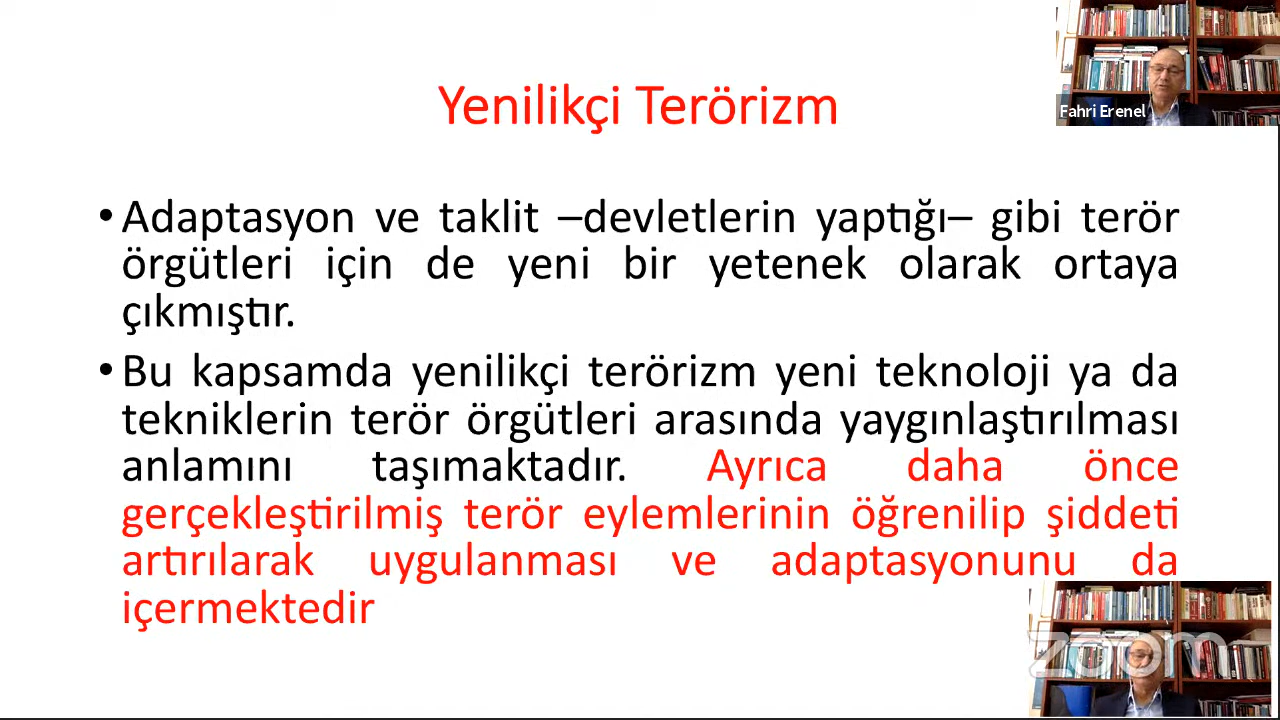 Yenilikçi Terörizm
Fahri Erenel
•Adaptasyon ve taklit –devletlerin yaptığı– gibi terör
örgütleri için de yeni bir yetenek olarak ortaya
çıkmıştır.
•Bu kapsamda yenilikçi terörizm yeni teknoloji ya da
tekniklerin terör örgütleri arasında yaygınlaştırılması
anlamını taşımaktadır. Ayrıca daha önce
gerçekleştirilmiş terör eylemlerinin öğrenilip şiddeti
artırılarak uygulanması ve adaptasyonunu da
içermektedir
zoom